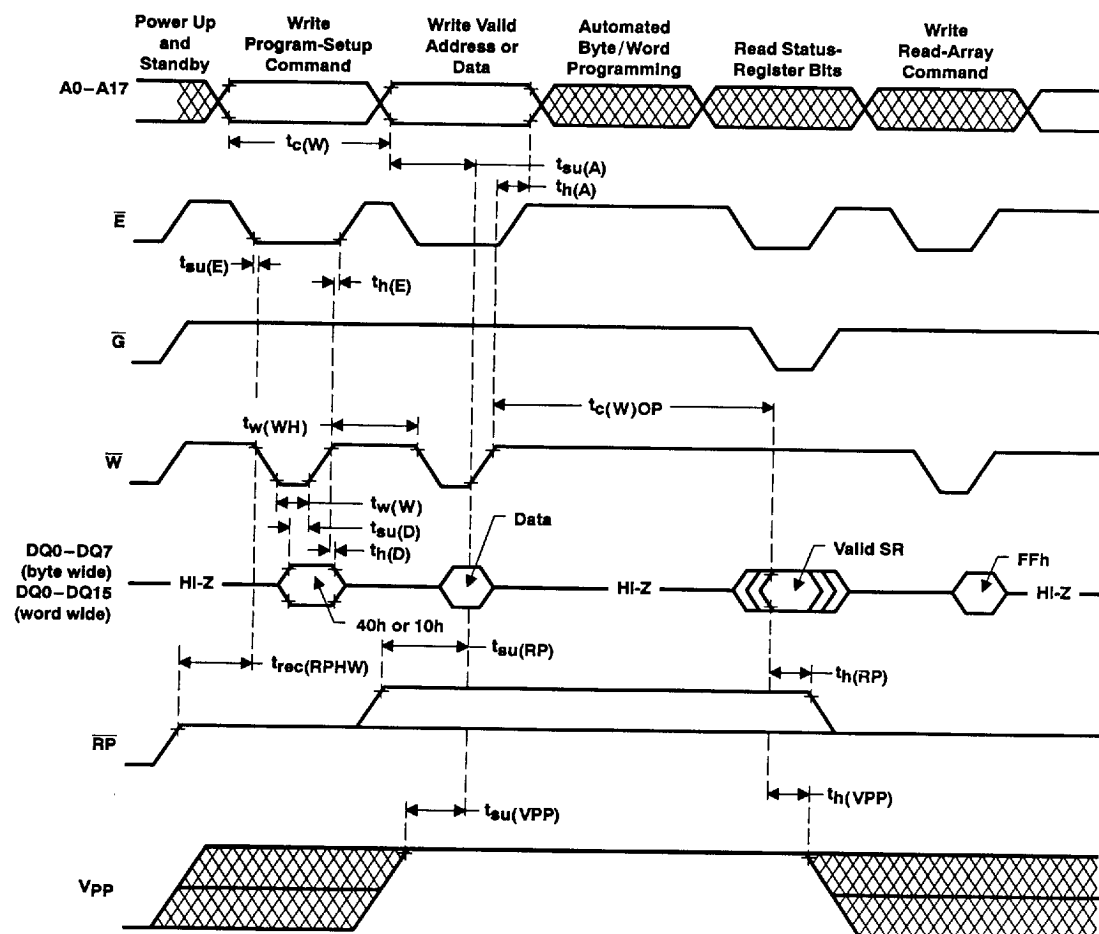 Power Up
and
Standby
Write
Program-Setup
Command
Write Valid
Address or
Data
Automated
Byte/Word
Programming
Read Status-
Register Bits
Write
Read-Array
Command
A0–A17
tc(W)
tsu(A)
th(A)
E
tsu(E)
th(E)
G
tc(W)OP
tw(WH)
W
tw(W)
tsu(D)
th(D)
Data
Valid SR
FFh
DQ0–DQ7
(byte wide)
DQ0–DQ15
(word wide)
HI-Z
HI-Z
HI-Z
40h or 10h
tsu(RP)
trec(RPHW)
th(RP)
RP
tsu(VPP)
th(VPP)
VPP